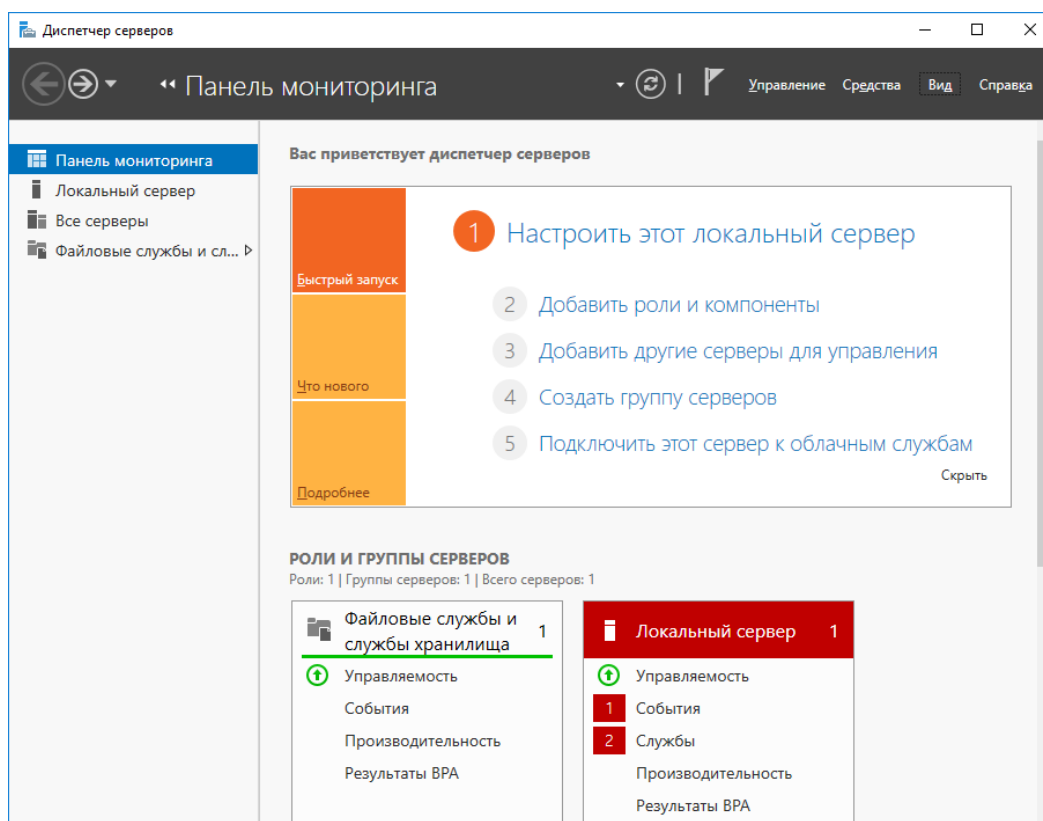 Диспетчер серверов
Панель мониторинга
Управление Средства Вид Справка
Панель мониторинга
Локальный сервер
Все серверы
Файловые службы и сл...
Вас приветствует диспетчер серверов
Быстрый запуск
Что нового
Подробнее
1 Настроить этот локальный сервер
2 Добавить роли и компоненты
3 Добавить другие серверы для управления
4 Создать группу серверов
5 Подключить этот сервер к облачным службам
Скрыть
РОЛИ И ГРУППЫ СЕРВЕРОВ
Роли: 1 | Группы серверов: 1 | Всего серверов: 1
Файловые службы и
службы хранилища
1
Управляемость
События
Производительность
Результаты BPA
Локальный сервер 1
Управляемость
1 События
2 Службы
Производительность
Результаты BPA